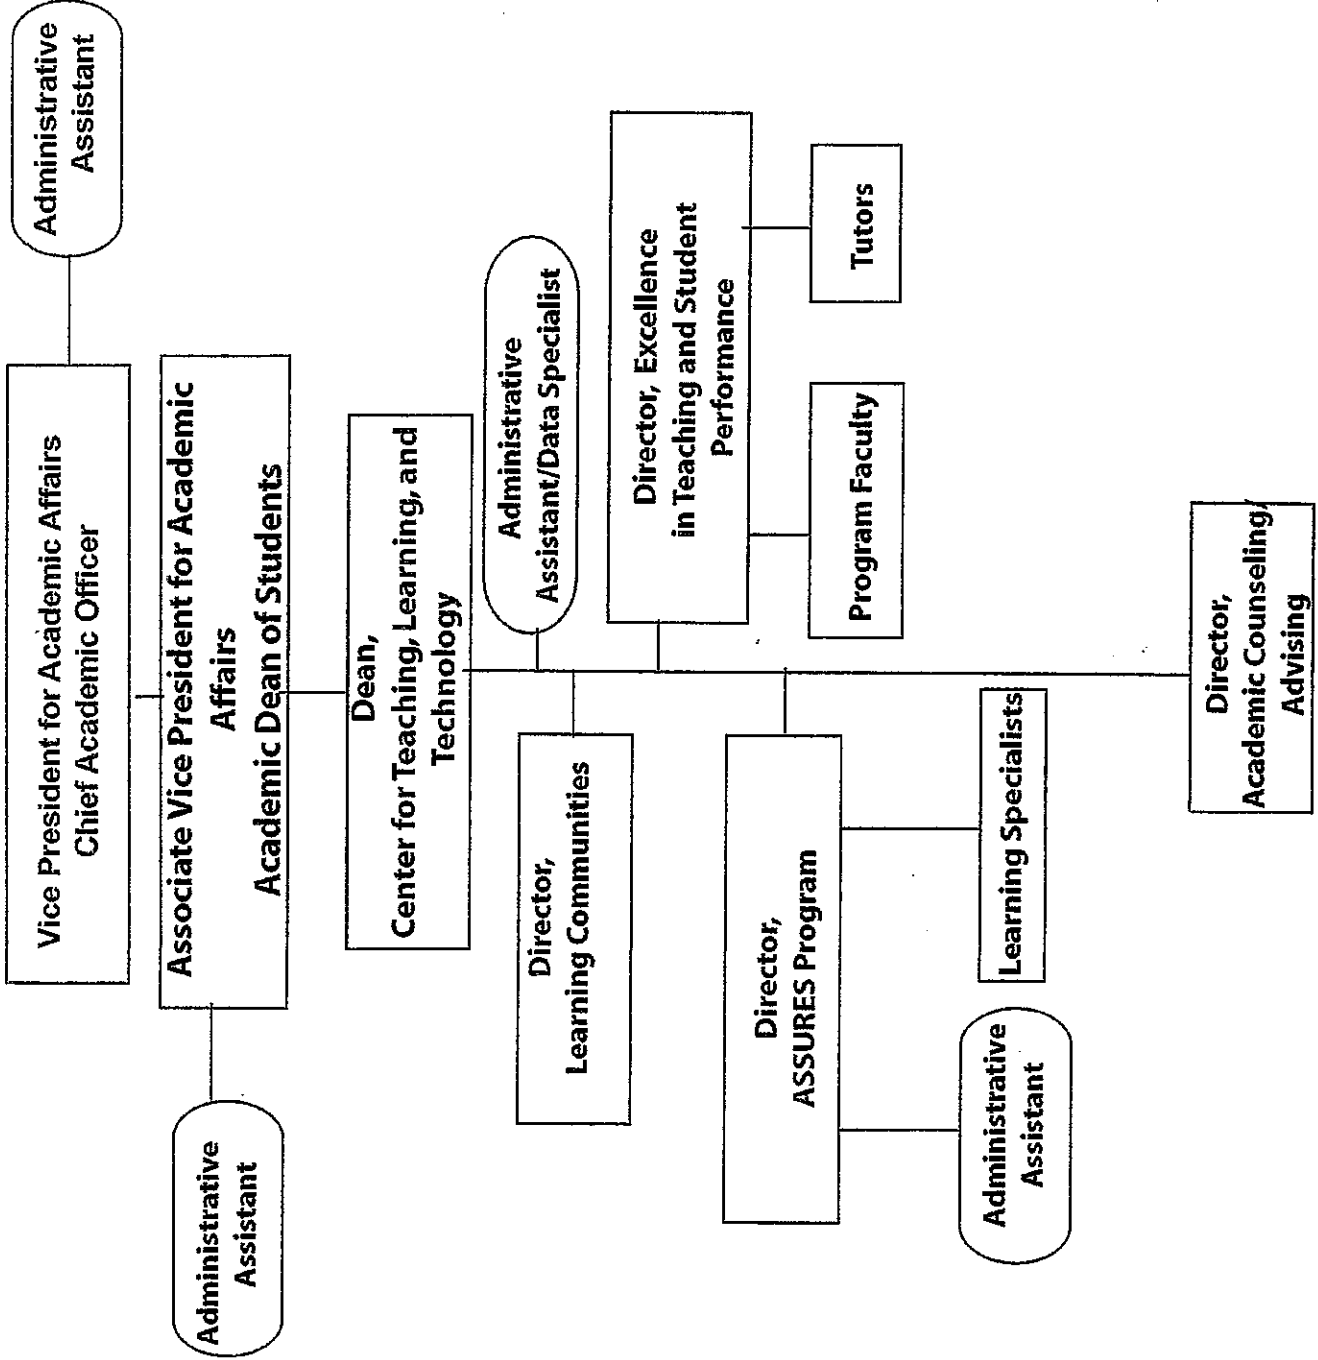 Administrative
Assistant
Vice President for Academic Affairs
Chief Academic Officer
Associate Vice President for Academic
Affairs
Academic Dean of Students
Administrative
Assistant
Dean,
Center for Teaching, Learning, and
Technology
Administrative
Assistant/Data Specialist
Director,
Learning Communities
Director, Excellence
in Teaching and Student
Performance
Program Faculty
Tutors
Director,
ASSURES Program
Administrative
Assistant
Learning Specialists
Director,
Academic Counseling/
Advising